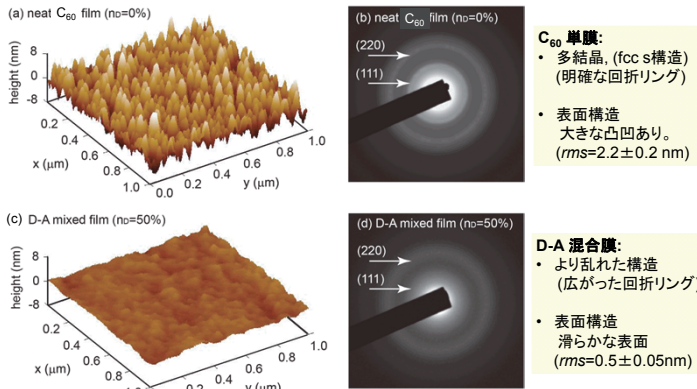 (a) neat C₆₀ film (n_D=0%)
height (nm)
8
0
-8
0.2
0.4
0.6
0.8
1.0
x (μm)
0.0
0.2
0.4
0.6
0.8
1.0
y (μm)
(b) neat C₆₀ film (n_D=0%)
(220)
(111)
C₆₀ 単膜:
• 多結晶, (fcc s構造)
(明確な回折リング)
• 表面構造
大きな凸凹あり。
(rms=2.2±0.2 nm)
(c) D-A mixed film (n_D=50%)
height (nm)
8
0
-8
0.2
0.4
0.6
0.8
x (μm)
0.2
0.4
0.6
0.8
1.0
y (μm)
(d) D-A mixed film (n_D=50%)
(220)
(111)
D-A 混合膜:
• より乱れた構造
(広がった回折リング)
• 表面構造
滑らかな表面
(rms=0.5±0.05nm)